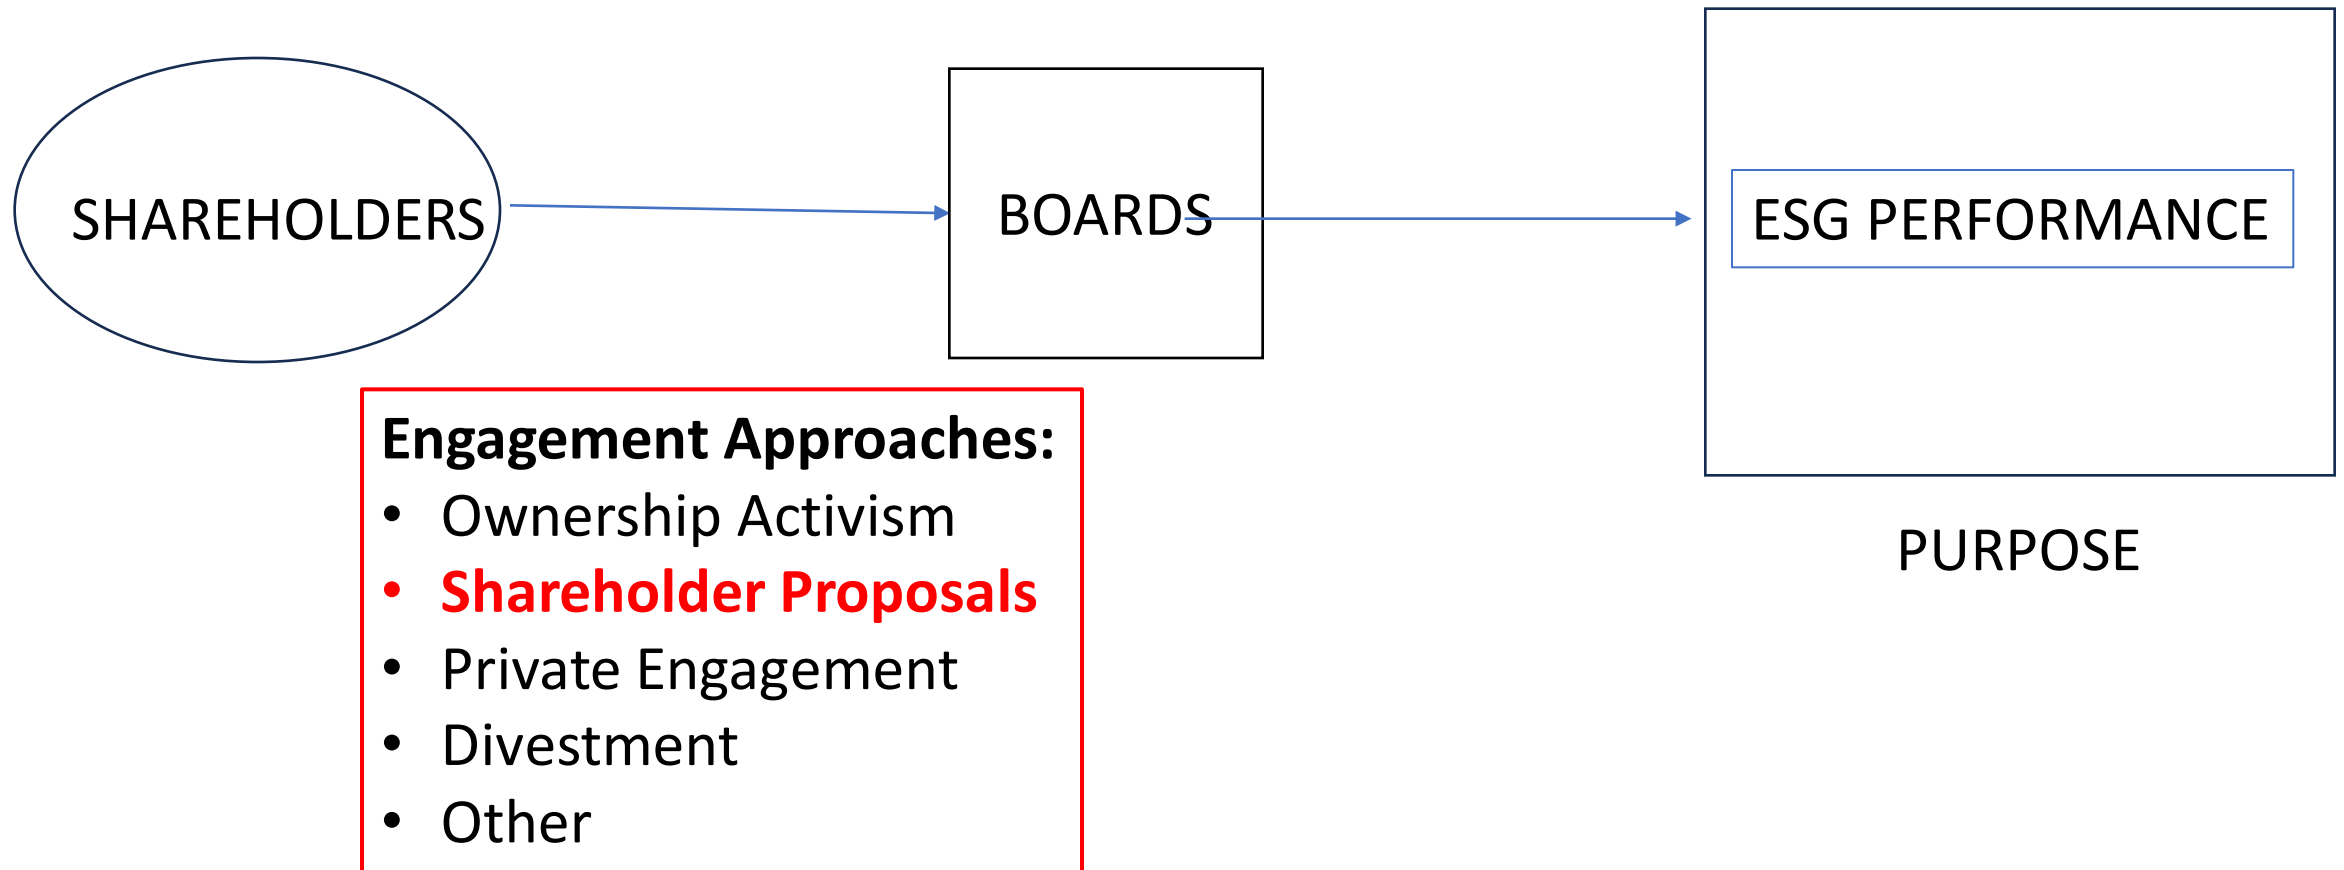 SHAREHOLDERS
BOARDS
ESG PERFORMANCE
PURPOSE
Engagement Approaches:
• Ownership Activism
• Shareholder Proposals
• Private Engagement
• Divestment
• Other